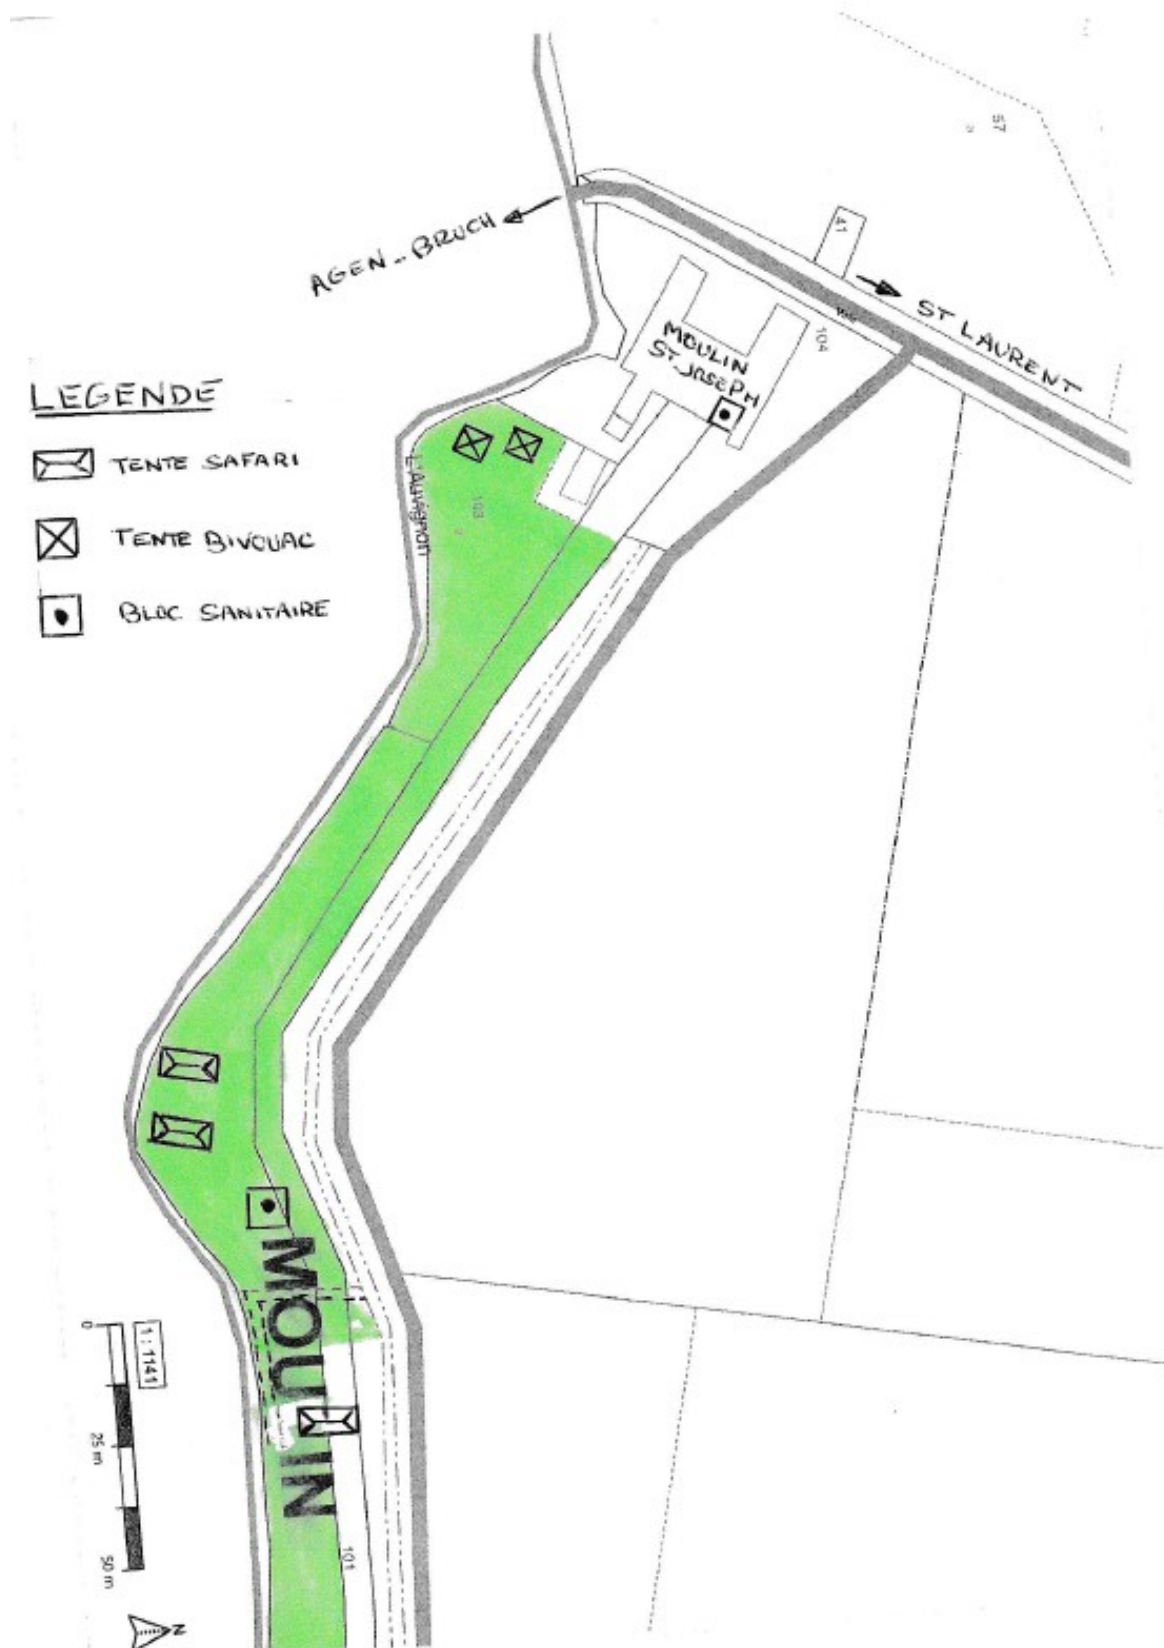 57
41
AGEN - BRUCH
ST LAURENT
104
MOULIN
ST JOSEPH
LEGENDE
TENTE SAFARI
TENTE BIVOUAC
BLOC SANITAIRE
L'Auvignon
103
MOULIN
1 : 1141
0
25 m
50 m
101
N